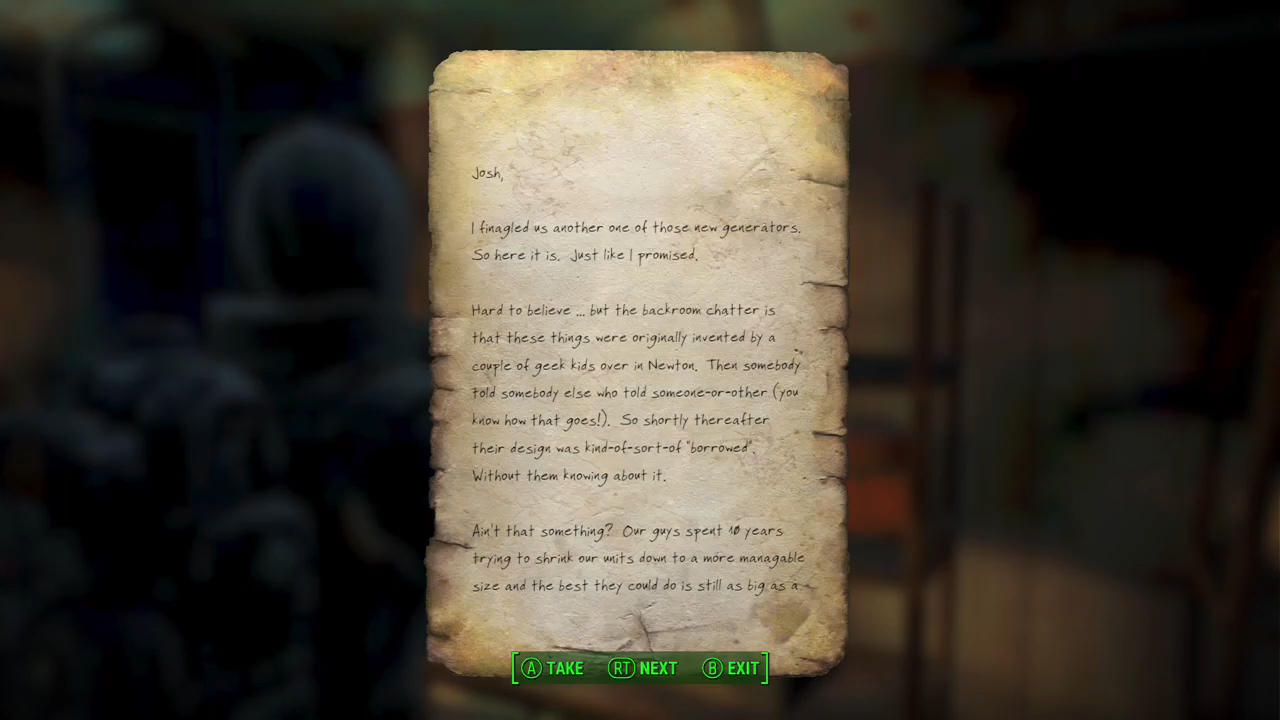 Josh,
I finagled us another one of those new generators.
So here it is. Just like I promised.
Hard to believe ... but the backroom chatter is
that these things were originally invented by a
couple of geek kids over in Newton. Then somebody
told somebody else who told someone-or-other (you
know how that goes!). So shortly thereafter
their design was kind-of-sort-of "borrowed".
Without them knowing about it.
Ain't that something? Our guys spent 10 years
trying to shrink our units down to a more managable
size and the best they could do is still as big as a
A TAKE RT NEXT B EXIT